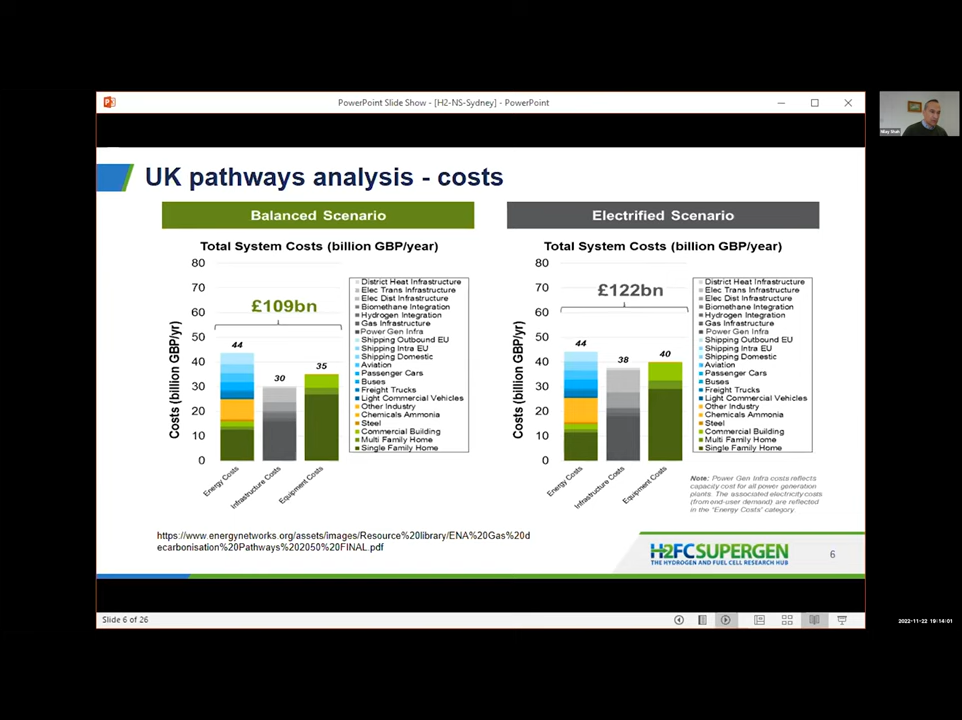 PowerPoint Slide Show - [H2-NS-Sydney] - PowerPoint
UK pathways analysis - costs
Balanced Scenario
Total System Costs (billion GBP/year)
Costs (billion GBP/yr)
80
70
60
50
40
30
20
10
0
£109bn
44
30
35
Energy Costs
Infrastructure Costs
Equipment Costs
District Heat Infrastructure
Elec Trans Infrastructure
Elec Dist Infrastructure
Biomethane Integration
Hydrogen Integration
Gas Infrastructure
Power Gen Infra
Shipping Outbound EU
Shipping Intra EU
Shipping Domestic
Aviation
Passenger Cars
Buses
Freight Trucks
Light Commercial Vehicles
Other Industry
Chemicals Ammonia
Steel
Commercial Building
Multi Family Home
Single Family Home
Electrified Scenario
Total System Costs (billion GBP/year)
Costs (billion GBP/yr)
80
70
60
50
40
30
20
10
0
£122bn
44
38
40
Energy Costs
Infrastructure Costs
Equipment Costs
District Heat Infrastructure
Elec Trans Infrastructure
Elec Dist Infrastructure
Biomethane Integration
Hydrogen Integration
Gas Infrastructure
Power Gen Infra
Shipping Outbound EU
Shipping Intra EU
Shipping Domestic
Aviation
Passenger Cars
Buses
Freight Trucks
Light Commercial Vehicles
Other Industry
Chemicals Ammonia
Steel
Commercial Building
Multi Family Home
Single Family Home
Note: Power Gen Infra costs reflects
capacity cost for all power generation
plants. The associated electricity costs
(from end-user demand) are reflected
in the "Energy Costs" category.
https://www.energynetworks.org/assets/images/Resource%20library/ENA%20Gas%20d
ecarbonisation%20Pathways%202050%20FINAL.pdf
H2FCSUPERGEN
THE HYDROGEN AND FUEL CELL RESEARCH HUB
6
Slide 6 of 26
Nilay Shah
2022-11-22 19:14:01